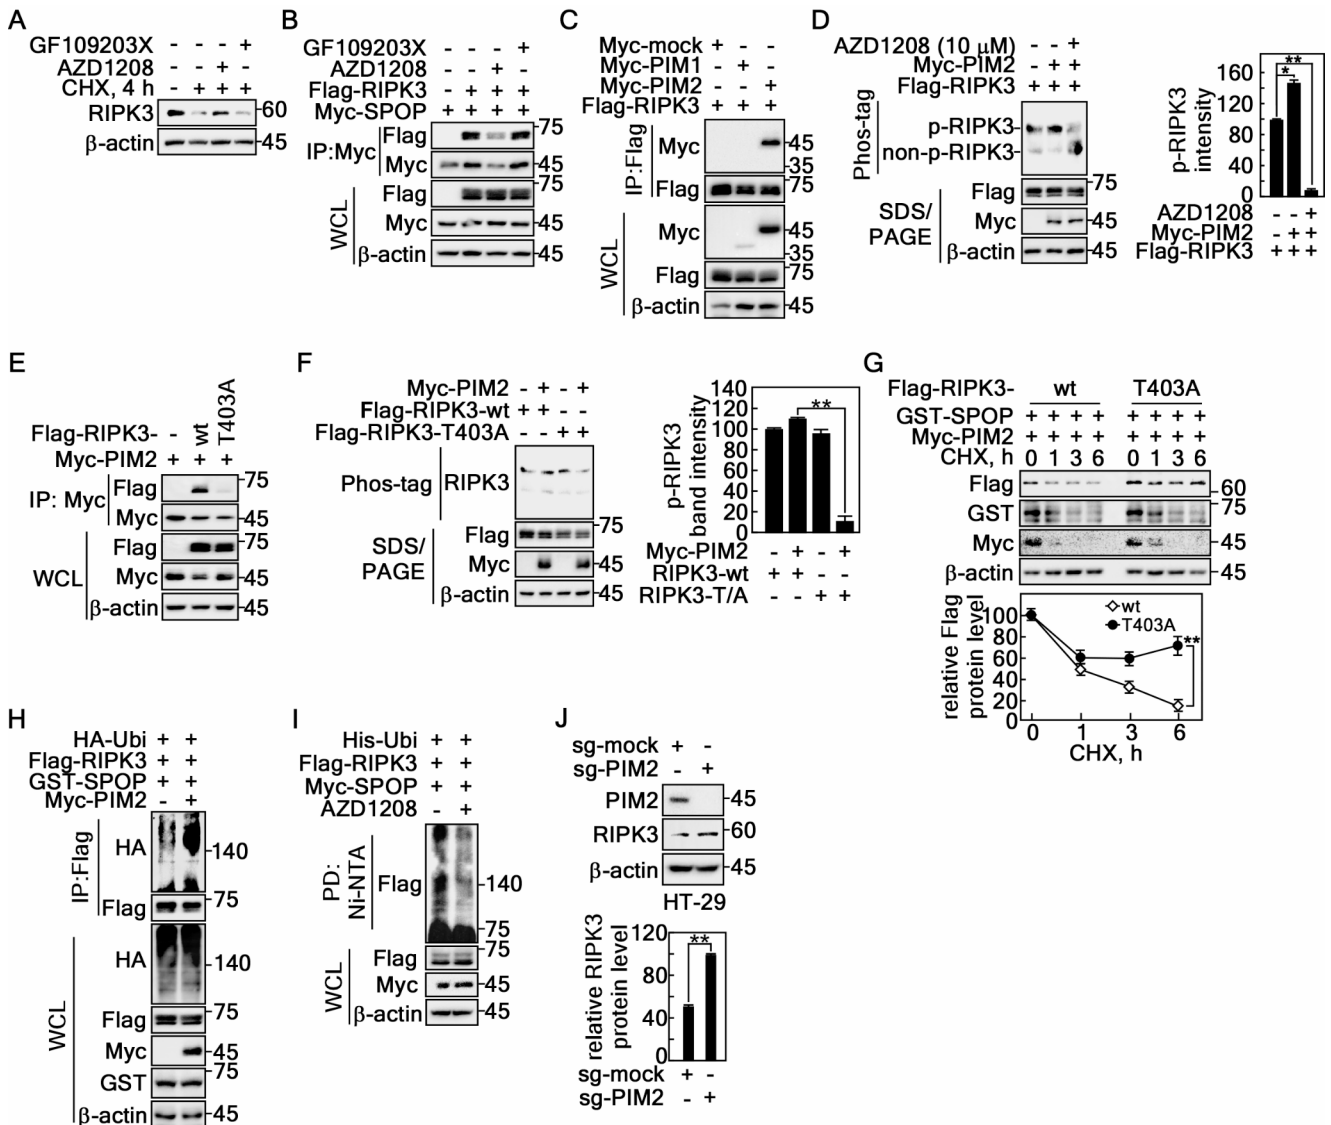 A
GF109203X - - - +
AZD1208 - - + -
CHX, 4 h - + + +
RIPK3 60
β-actin 45
B
GF109203X - - - +
AZD1208 - - + -
Flag-RIPK3 - + + +
Myc-SPOP + + + +
IP:Myc
Flag 75
Myc 45
WCL
Flag 75
Myc 45
β-actin 45
C
Myc-mock + - -
Myc-PIM1 - + -
Myc-PIM2 - - +
Flag-RIPK3 + + +
IP:Flag
Myc 45
35
Flag 75
WCL
Myc 45
35
Flag 75
β-actin 45
D
AZD1208 (10 μM) - - +
Myc-PIM2 - + +
Flag-RIPK3 + + +
Phos-tag
p-RIPK3
non-p-RIPK3
SDS/
PAGE
Flag 75
Myc 45
β-actin 45
p-RIPK3
intensity
160
120
80
40
0
**
*
AZD1208 - - +
Myc-PIM2 - + +
Flag-RIPK3 + + +
E
Flag-RIPK3- - wt T403A
Myc-PIM2 + + +
IP: Myc
Flag 75
Myc 45
WCL
Flag 75
Myc 45
β-actin 45
F
Myc-PIM2 - + - +
Flag-RIPK3-wt + + - -
Flag-RIPK3-T403A - - + +
Phos-tag RIPK3
SDS/
PAGE
Flag 75
Myc 45
β-actin 45
p-RIPK3
band intensity
140
120
100
80
60
40
20
0
**
Myc-PIM2 - + - +
RIPK3-wt + + - -
RIPK3-T/A - - + +
G
Flag-RIPK3- wt T403A
GST-SPOP + + + + + + + +
Myc-PIM2 + + + + + + + +
CHX, h 0 1 3 6 0 1 3 6
Flag 60
GST 75
Myc 45
β-actin 45
relative Flag
protein level
100
80
60
40
20
0
wt
T403A
**
0 1 3 6
CHX, h
H
HA-Ubi + +
Flag-RIPK3 + +
GST-SPOP + +
Myc-PIM2 - +
IP:Flag
HA 140
Flag 75
WCL
HA 140
Flag 75
Myc 45
GST 75
β-actin 45
I
His-Ubi + +
Flag-RIPK3 + +
Myc-SPOP + +
AZD1208 - +
PD:
Ni-NTA
Flag 140
75
WCL
Flag 75
Myc 45
β-actin 45
J
sg-mock + -
sg-PIM2 - +
PIM2 45
RIPK3 60
β-actin 45
HT-29
relative RIPK3
protein level
120
80
40
0
**
sg-mock + -
sg-PIM2 - +